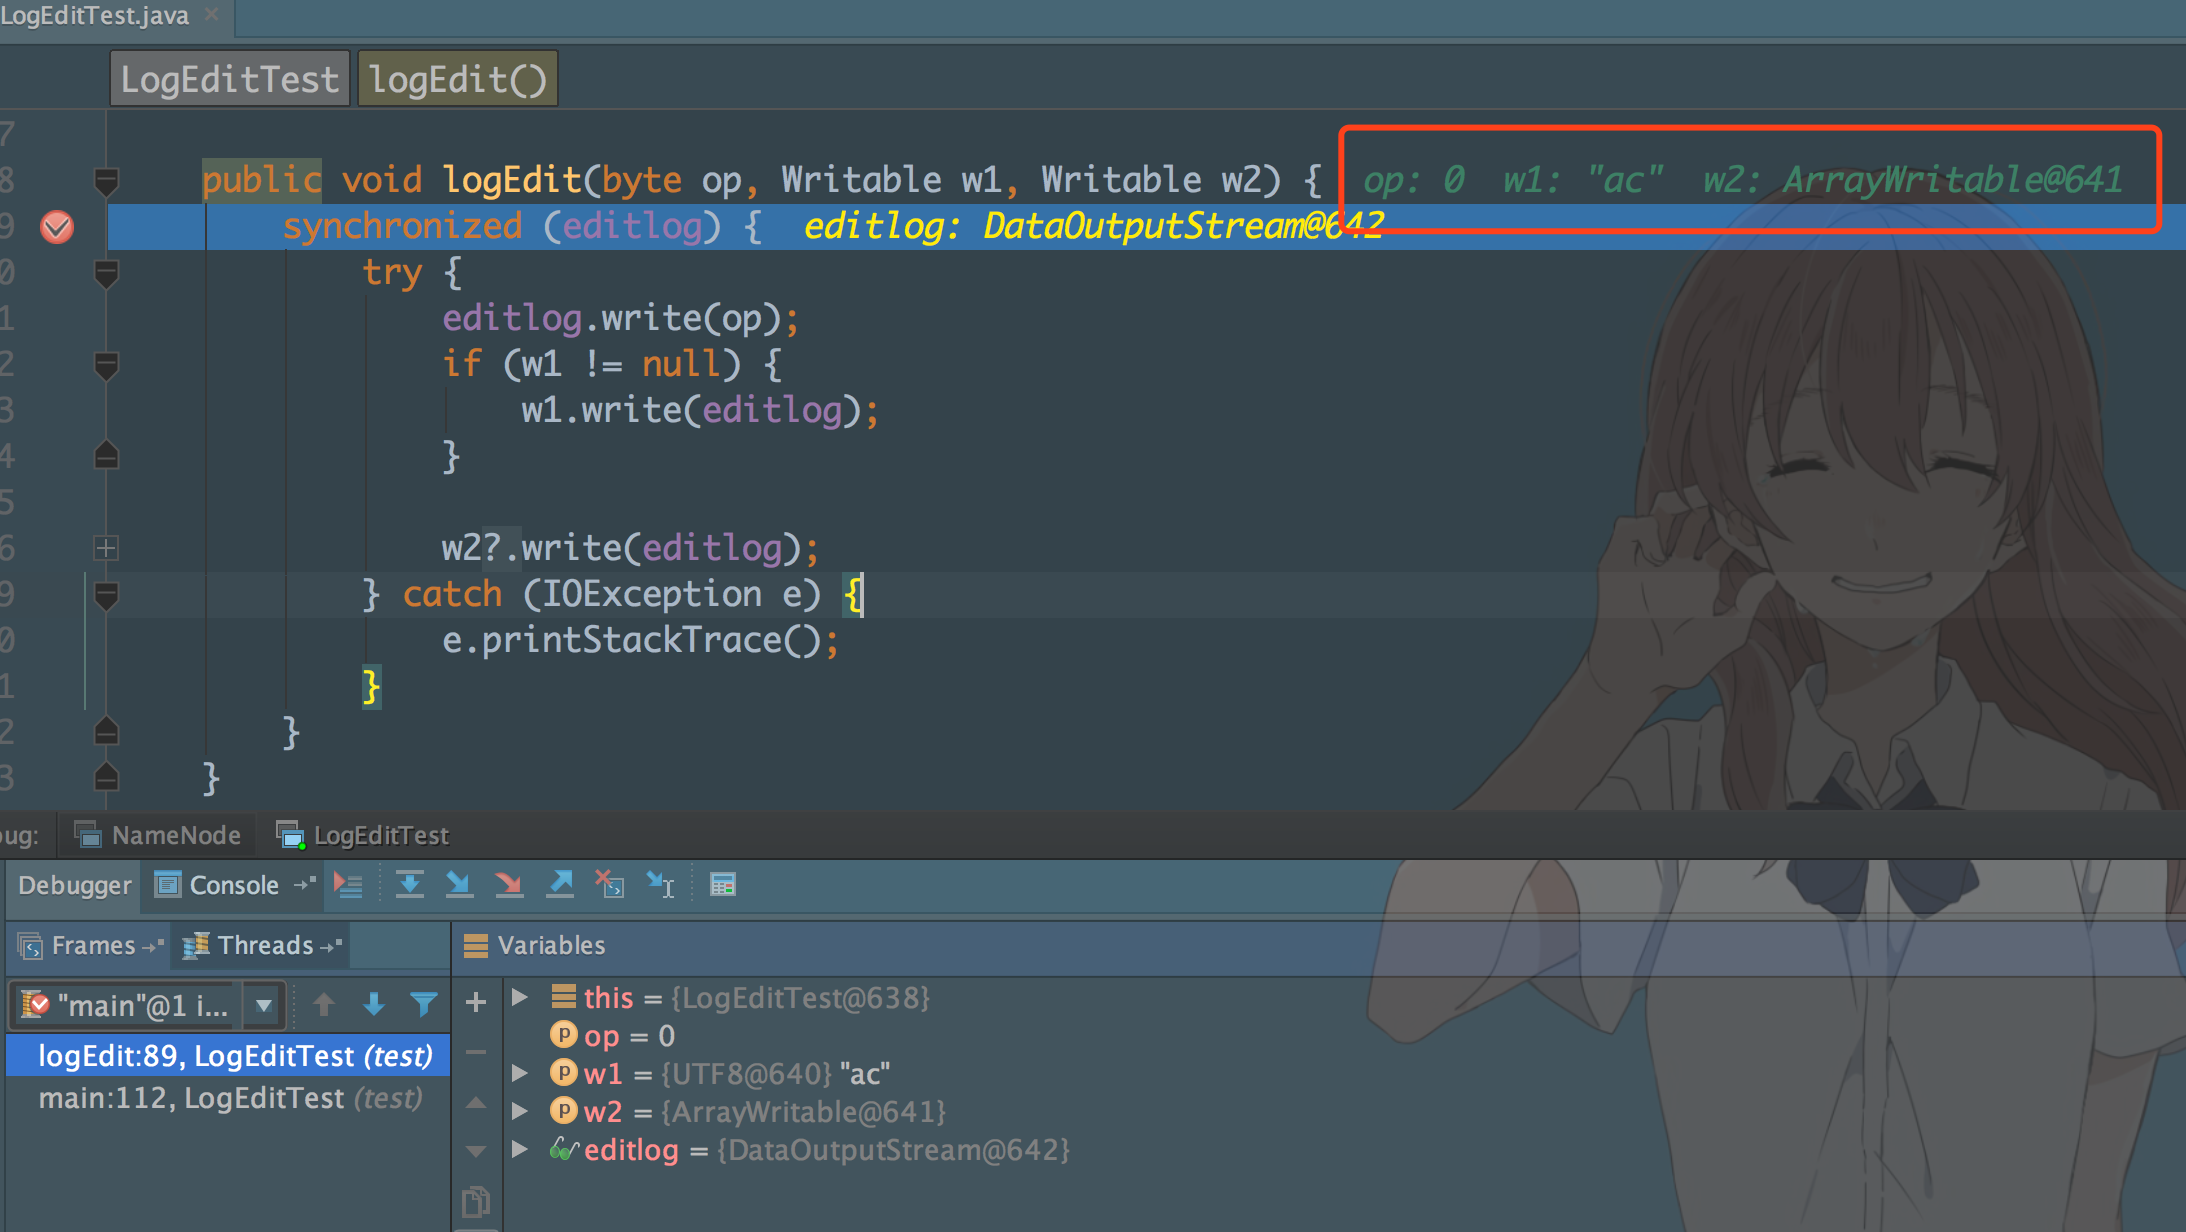 LogEditTest.java
LogEditTest logEdit()
7
8 public void logEdit(byte op, Writable w1, Writable w2) { op: 0 w1: "ac" w2: ArrayWritable@641
9 synchronized (editlog) { editlog: DataOutputStream@642
0 try {
1 editlog.write(op);
2 if (w1 != null) {
3 w1.write(editlog);
4 }
5
6 w2?.write(editlog);
9 } catch (IOException e) {
0 e.printStackTrace();
1 }
2 }
3 }
ug: NameNode LogEditTest
Debugger Console
Frames Threads Variables
"main"@1 i...
logEdit:89, LogEditTest (test)
main:112, LogEditTest (test)
this = {LogEditTest@638}
op = 0
w1 = {UTF8@640} "ac"
w2 = {ArrayWritable@641}
editlog = {DataOutputStream@642}